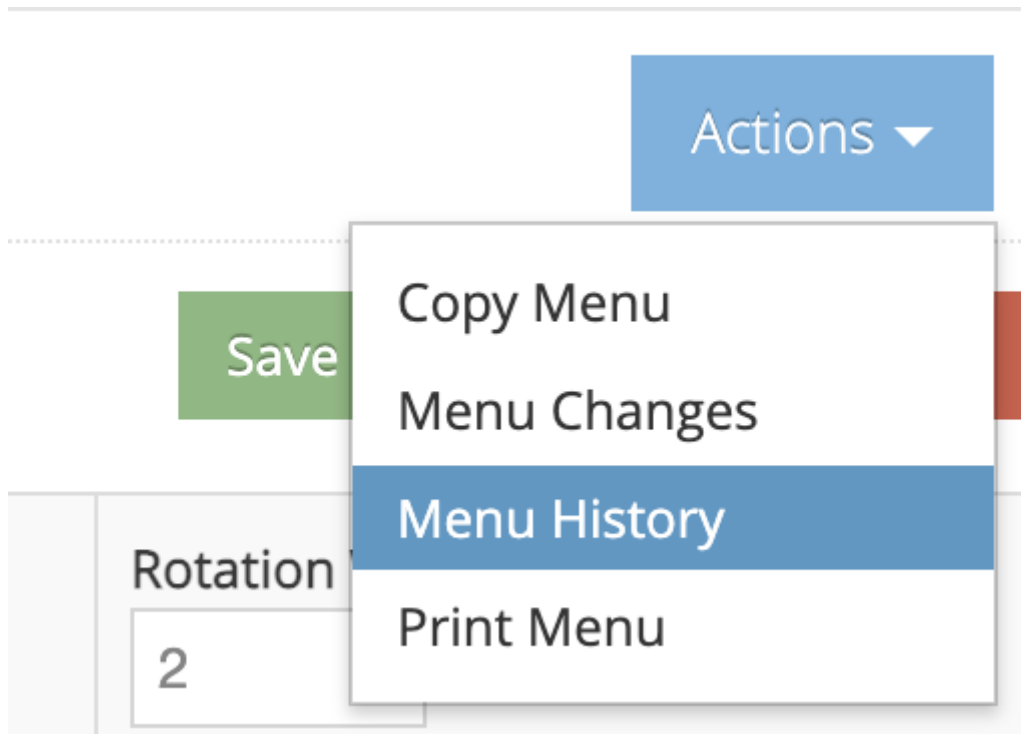 Actions
Copy Menu
Save
Menu Changes
Menu History
Rotation
Print Menu
2